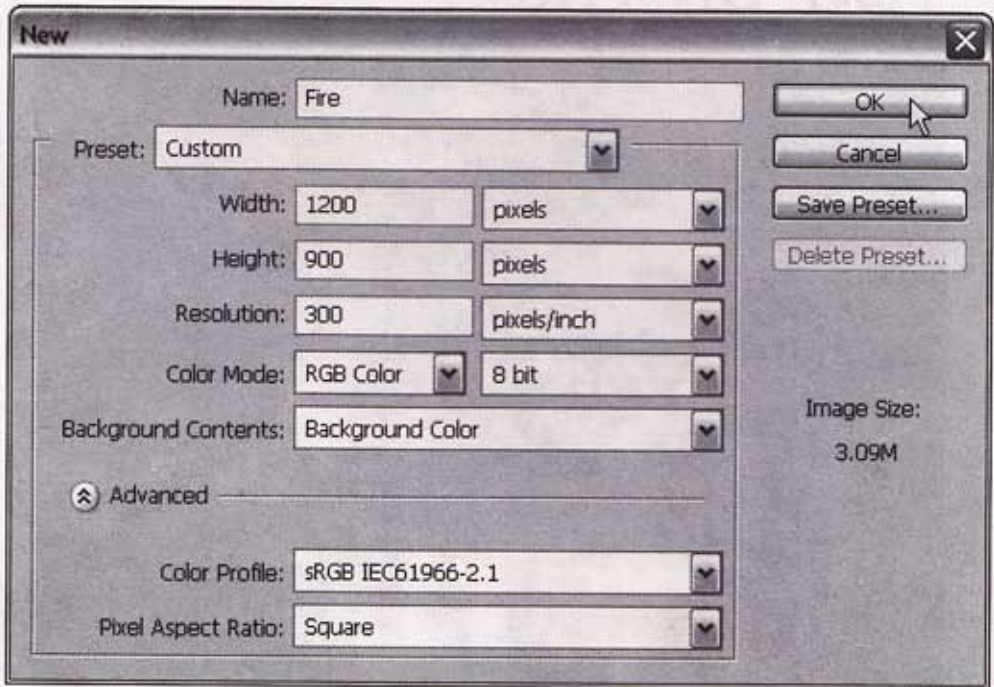 New
Name: Fire
OK
Preset: Custom
Cancel
Width: 1200 pixels
Save Preset...
Height: 900 pixels
Delete Preset...
Resolution: 300 pixels/inch
Color Mode: RGB Color 8 bit
Image Size:
Background Contents: Background Color
3.09M
Advanced
Color Profile: sRGB IEC61966-2.1
Pixel Aspect Ratio: Square